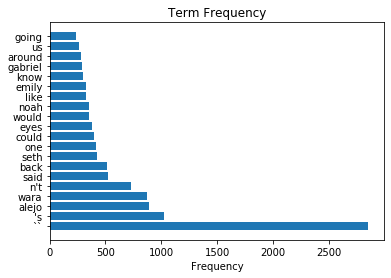 Term Frequency
going
us
around
gabriel
know
emily
like
noah
would
eyes
could
one
seth
back
said
n't
wara
alejo
's
``
0 500 1000 1500 2000 2500
Frequency